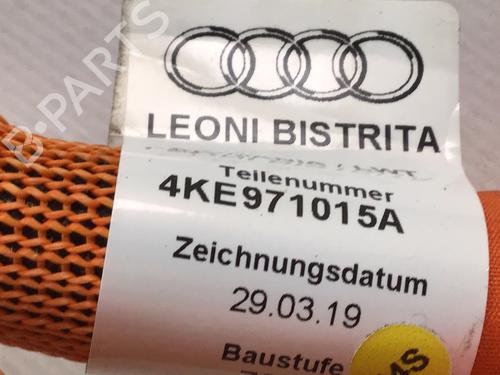 B-PARTS
LEONI BISTRITA
Teilenummer
4KE971015A
Zeichnungsdatum
29.03.19
Baustufe